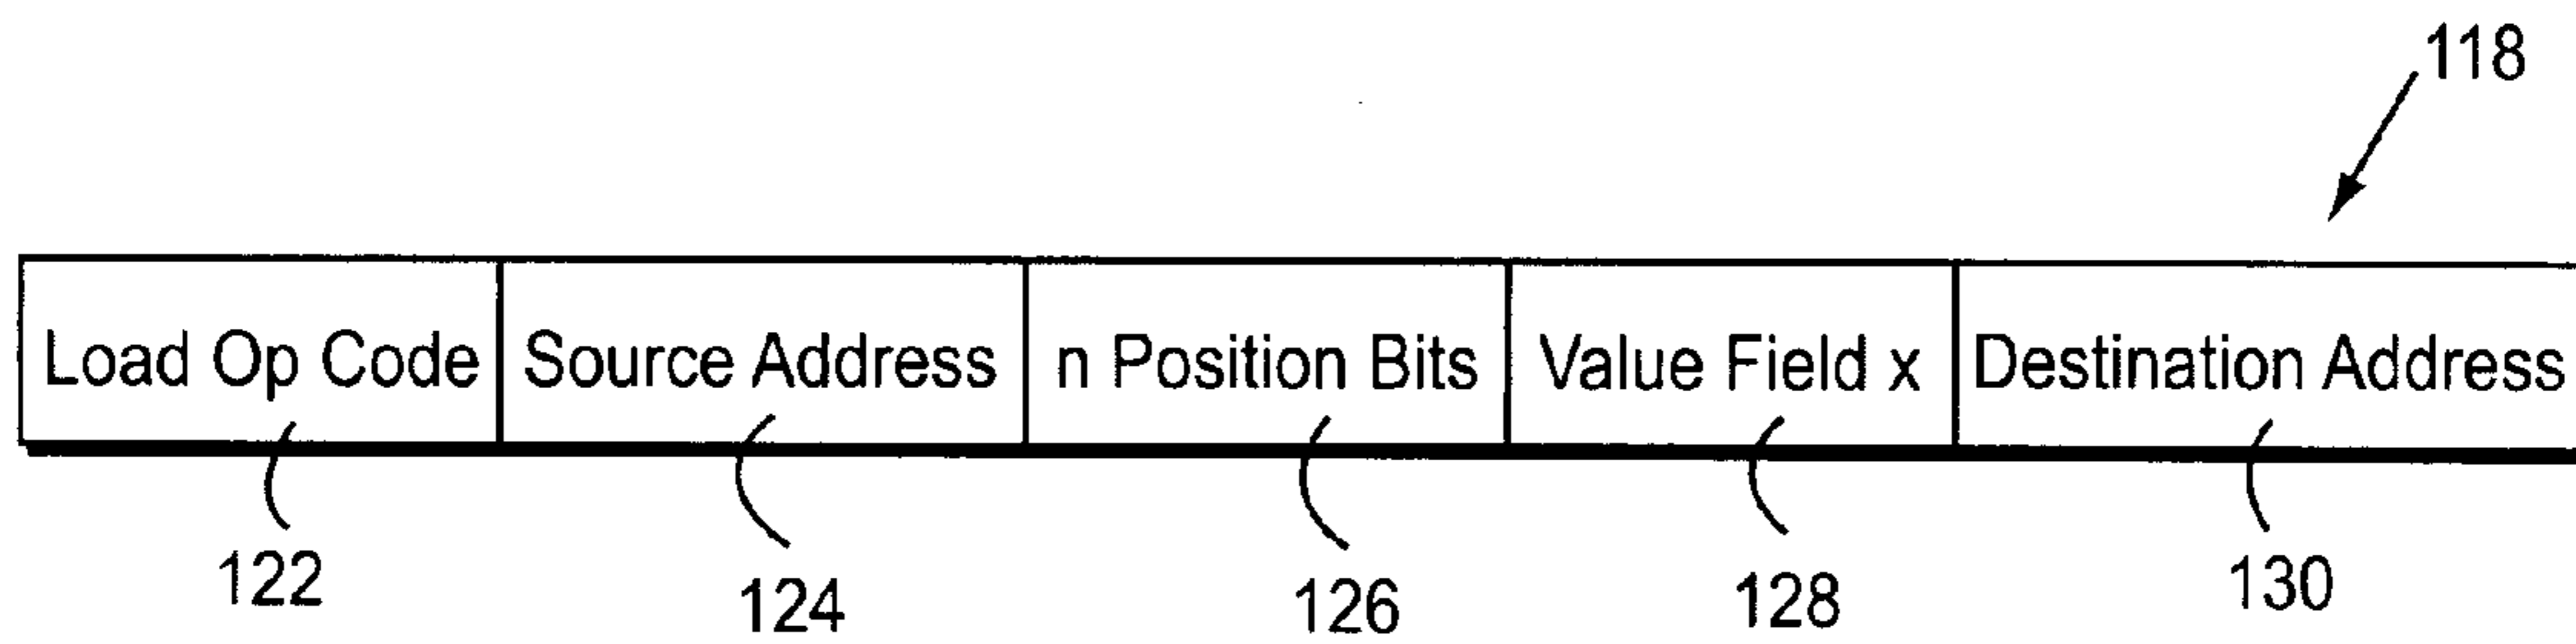 118
Load Op Code Source Address n Position Bits Value Field x Destination Address
122 124 126 128 130